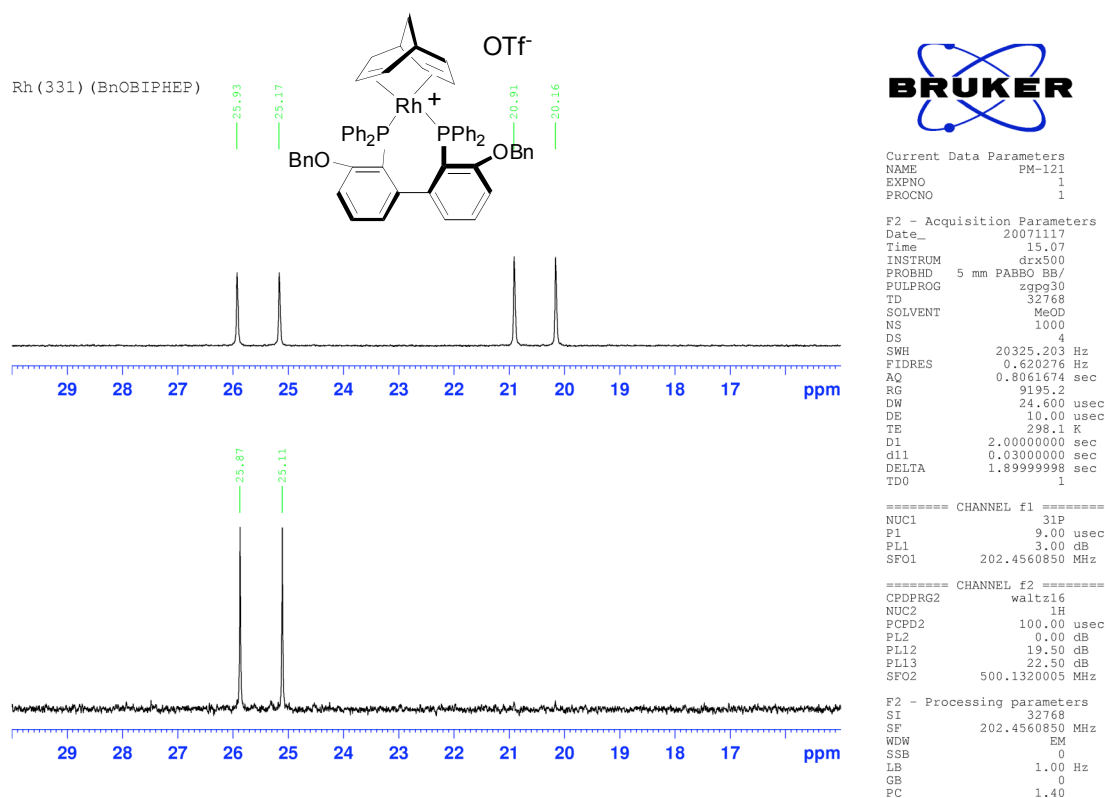 Rh(331)(BnOBIPHEP)
25.93
25.17
20.91
20.16
OTf-
Rh +
Ph2P
PPh2
BnO
OBn
29 28 27 26 25 24 23 22 21 20 19 18 17 ppm
25.87
25.11
29 28 27 26 25 24 23 22 21 20 19 18 17 ppm
BRUKER
Current Data Parameters
NAME PM-121
EXPNO 1
PROCNO 1
F2 - Acquisition Parameters
Date_ 20071117
Time 15.07
INSTRUM drx500
PROBHD 5 mm PABBO BB/
PULPROG zgpg30
TD 32768
SOLVENT MeOD
NS 1000
DS 4
SWH 20325.203 Hz
FIDRES 0.620276 Hz
AQ 0.8061674 sec
RG 9195.2
DW 24.600 usec
DE 10.00 usec
TE 298.1 K
D1 2.00000000 sec
d11 0.03000000 sec
DELTA 1.89999998 sec
TD0 1
======== CHANNEL f1 ========
NUC1 31P
P1 9.00 usec
PL1 3.00 dB
SFO1 202.4560850 MHz
======== CHANNEL f2 ========
CPDPRG2 waltz16
NUC2 1H
PCPD2 100.00 usec
PL2 0.00 dB
PL12 19.50 dB
PL13 22.50 dB
SFO2 500.1320005 MHz
F2 - Processing parameters
SI 32768
SF 202.4560850 MHz
WDW EM
SSB 0
LB 1.00 Hz
GB 0
PC 1.40